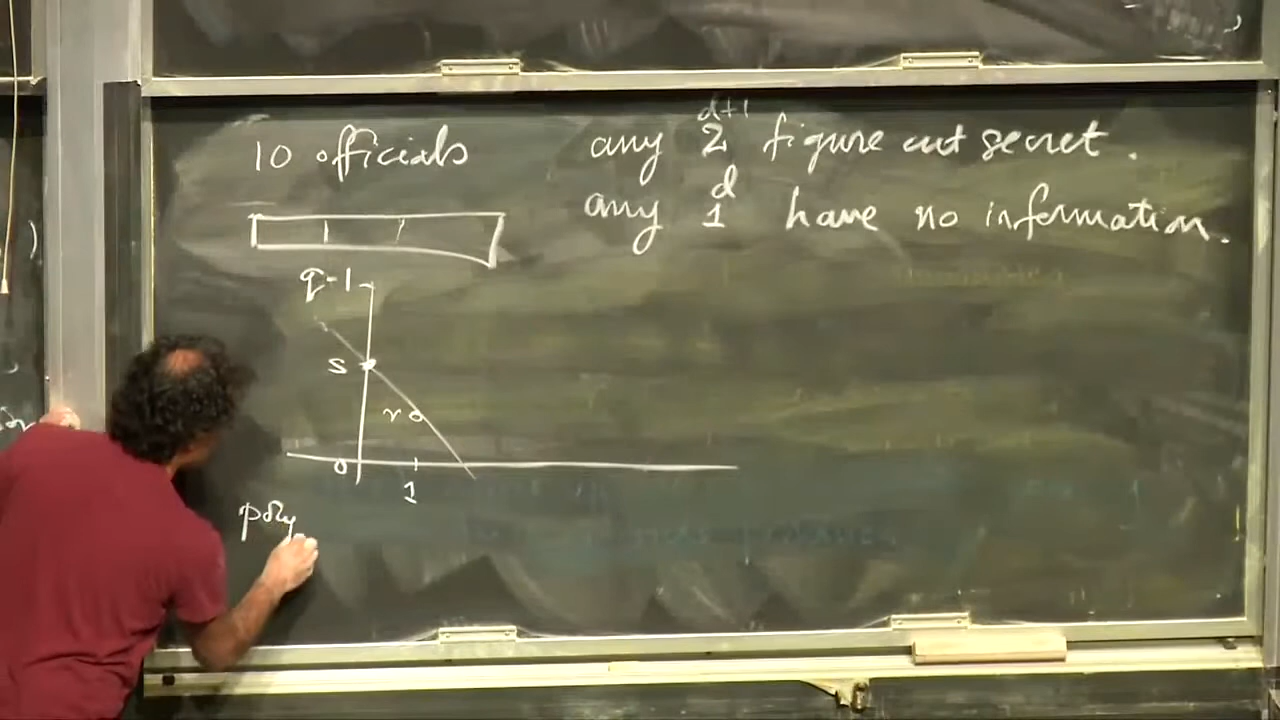 10 officials
d+1
any 2 figure out secret.
d
any 1 have no information.
q-1
s
r
0
1
poly